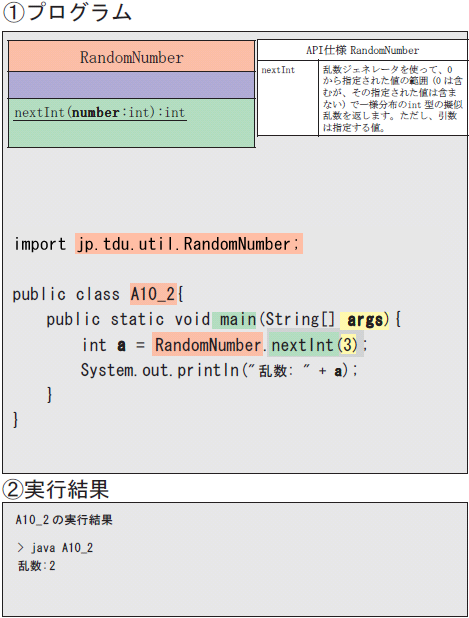 ①プログラム
RandomNumber
nextInt(number:int):int
API仕様 RandomNumber
nextInt
乱数ジェネレータを使って、0
から指定された値の範囲（0は含
むが、その指定された値は含ま
ない）で一様分布のint 型の擬似
乱数を返します。ただし、引数
は指定する値。
import jp.tdu.util.RandomNumber;
public class A10_2{
public static void main(String[] args){
int a = RandomNumber.nextInt(3);
System.out.println("乱数: " + a);
}
}
②実行結果
A10_2の実行結果
> java A10_2
乱数:2